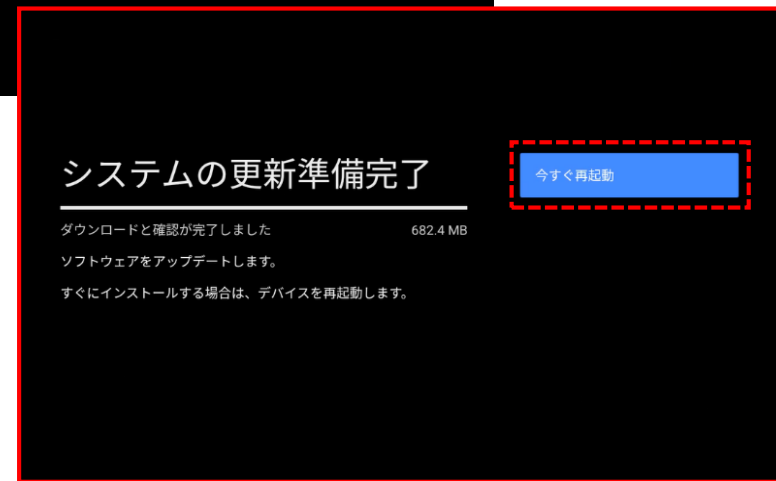 システムの更新準備完了
今すぐ再起動
ダウンロードと確認が完了しました 682.4 MB
ソフトウェアをアップデートします。
すぐにインストールする場合は、デバイスを再起動します。